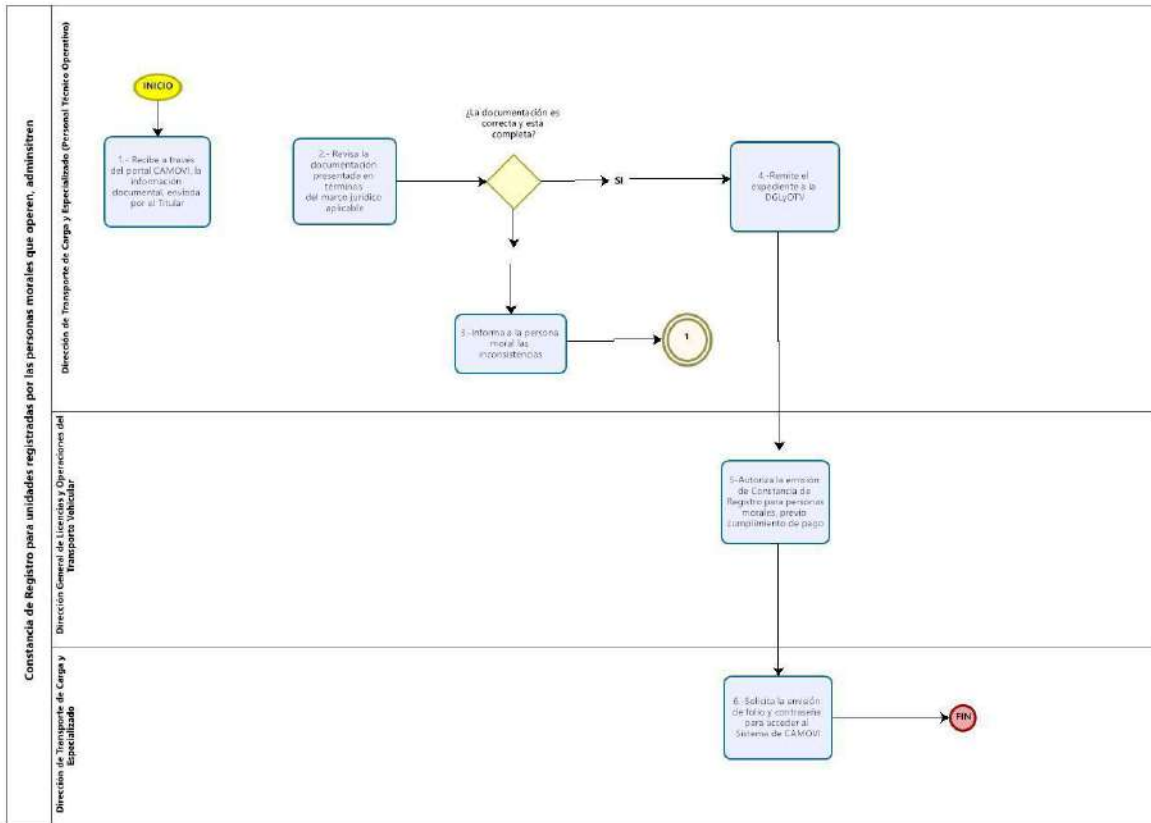 Constancia de Registro para unidades registradas por las personas morales que operen, adminsitren
Dirección de Transporte de Carga y Especializado (Personal Técnico Operativo)
INICIO
1.- Recibe a través
del portal CAMOVI, la
información
documental, enviada
por el Titular
2.- Revisa la
documentación
presentada en
términos
del marco jurídico
aplicable
¿La documentación es
correcta y está
completa?
SI
4.-Remite el
expediente a la
DGLyOTV
3.-Informa a la persona
moral las
inconsistencias
1
Dirección General de Licencias y Operaciones del
Transporte Vehicular
5-Autoriza la emisión
de Constancia de
Registro para personas
morales, previo
cumplimiento de pago
Dirección de Transporte de Carga y
Especializado
6.-Solicita la emisión
de folio y contraseña
para acceder al
Sistema de CAMOVI
FIN